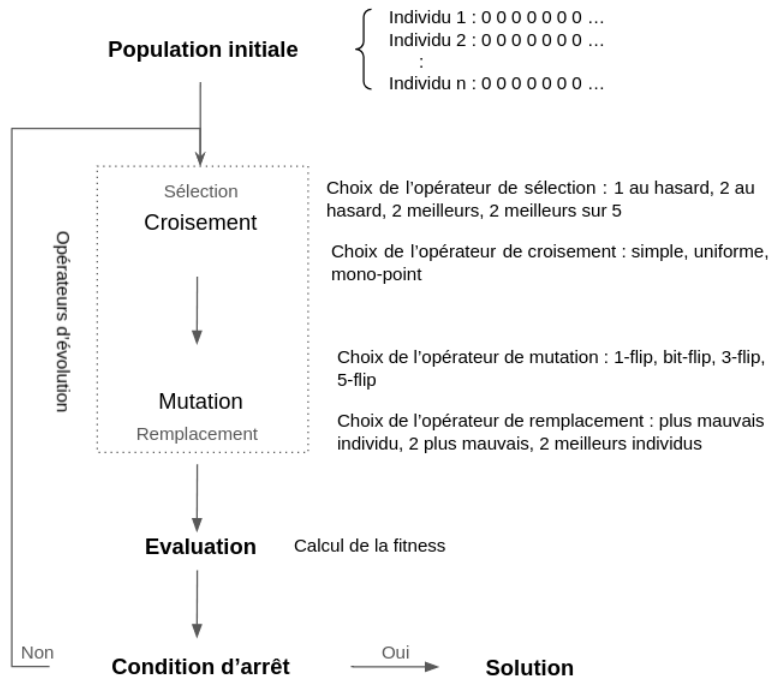 Population initiale
Individu 1 : 0 0 0 0 0 0 0 …
Individu 2 : 0 0 0 0 0 0 0 …
:
Individu n : 0 0 0 0 0 0 0 …
Opérateurs d’évolution
Sélection
Croisement
Choix de l’opérateur de sélection : 1 au hasard, 2 au
hasard, 2 meilleurs, 2 meilleurs sur 5
Choix de l’opérateur de croisement : simple, uniforme,
mono-point
Mutation
Remplacement
Choix de l’opérateur de mutation : 1-flip, bit-flip, 3-flip,
5-flip
Choix de l’opérateur de remplacement : plus mauvais
individu, 2 plus mauvais, 2 meilleurs individus
Evaluation
Calcul de la fitness
Non
Condition d’arrêt
Oui
Solution